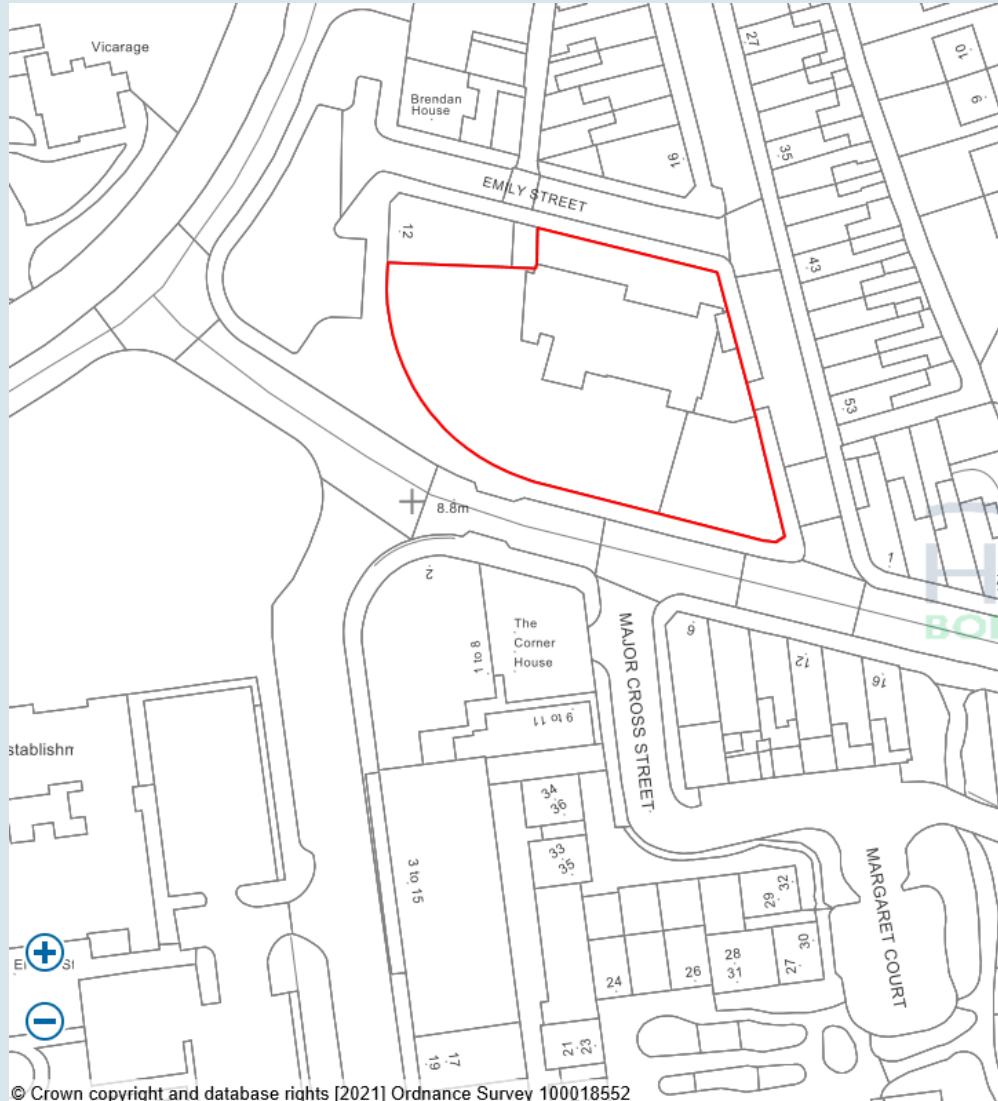 Vicarage
27
10
9
Brendan
House
16
35
EMILY STREET
12
43
53
8.8m
1
H
BO
2
The
Corner
House
1 to 8
9 to 11
MAJOR CROSS STREET
6
12
16
stablishm
34
36
33
35
3 to 15
MARGARET COURT
32
29
30
27
28
31
26
24
21
23
17
19
© Crown copyright and database rights [2021] Ordnance Survey 100018552